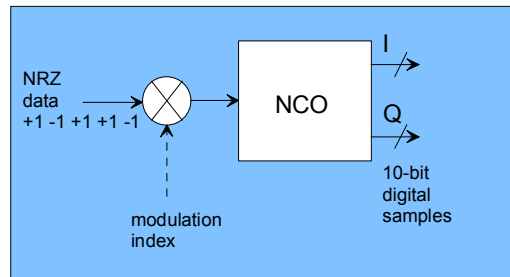 NRZ
data
+1 -1 +1 +1 -1
modulation
index
NCO
I
Q
10-bit
digital
samples